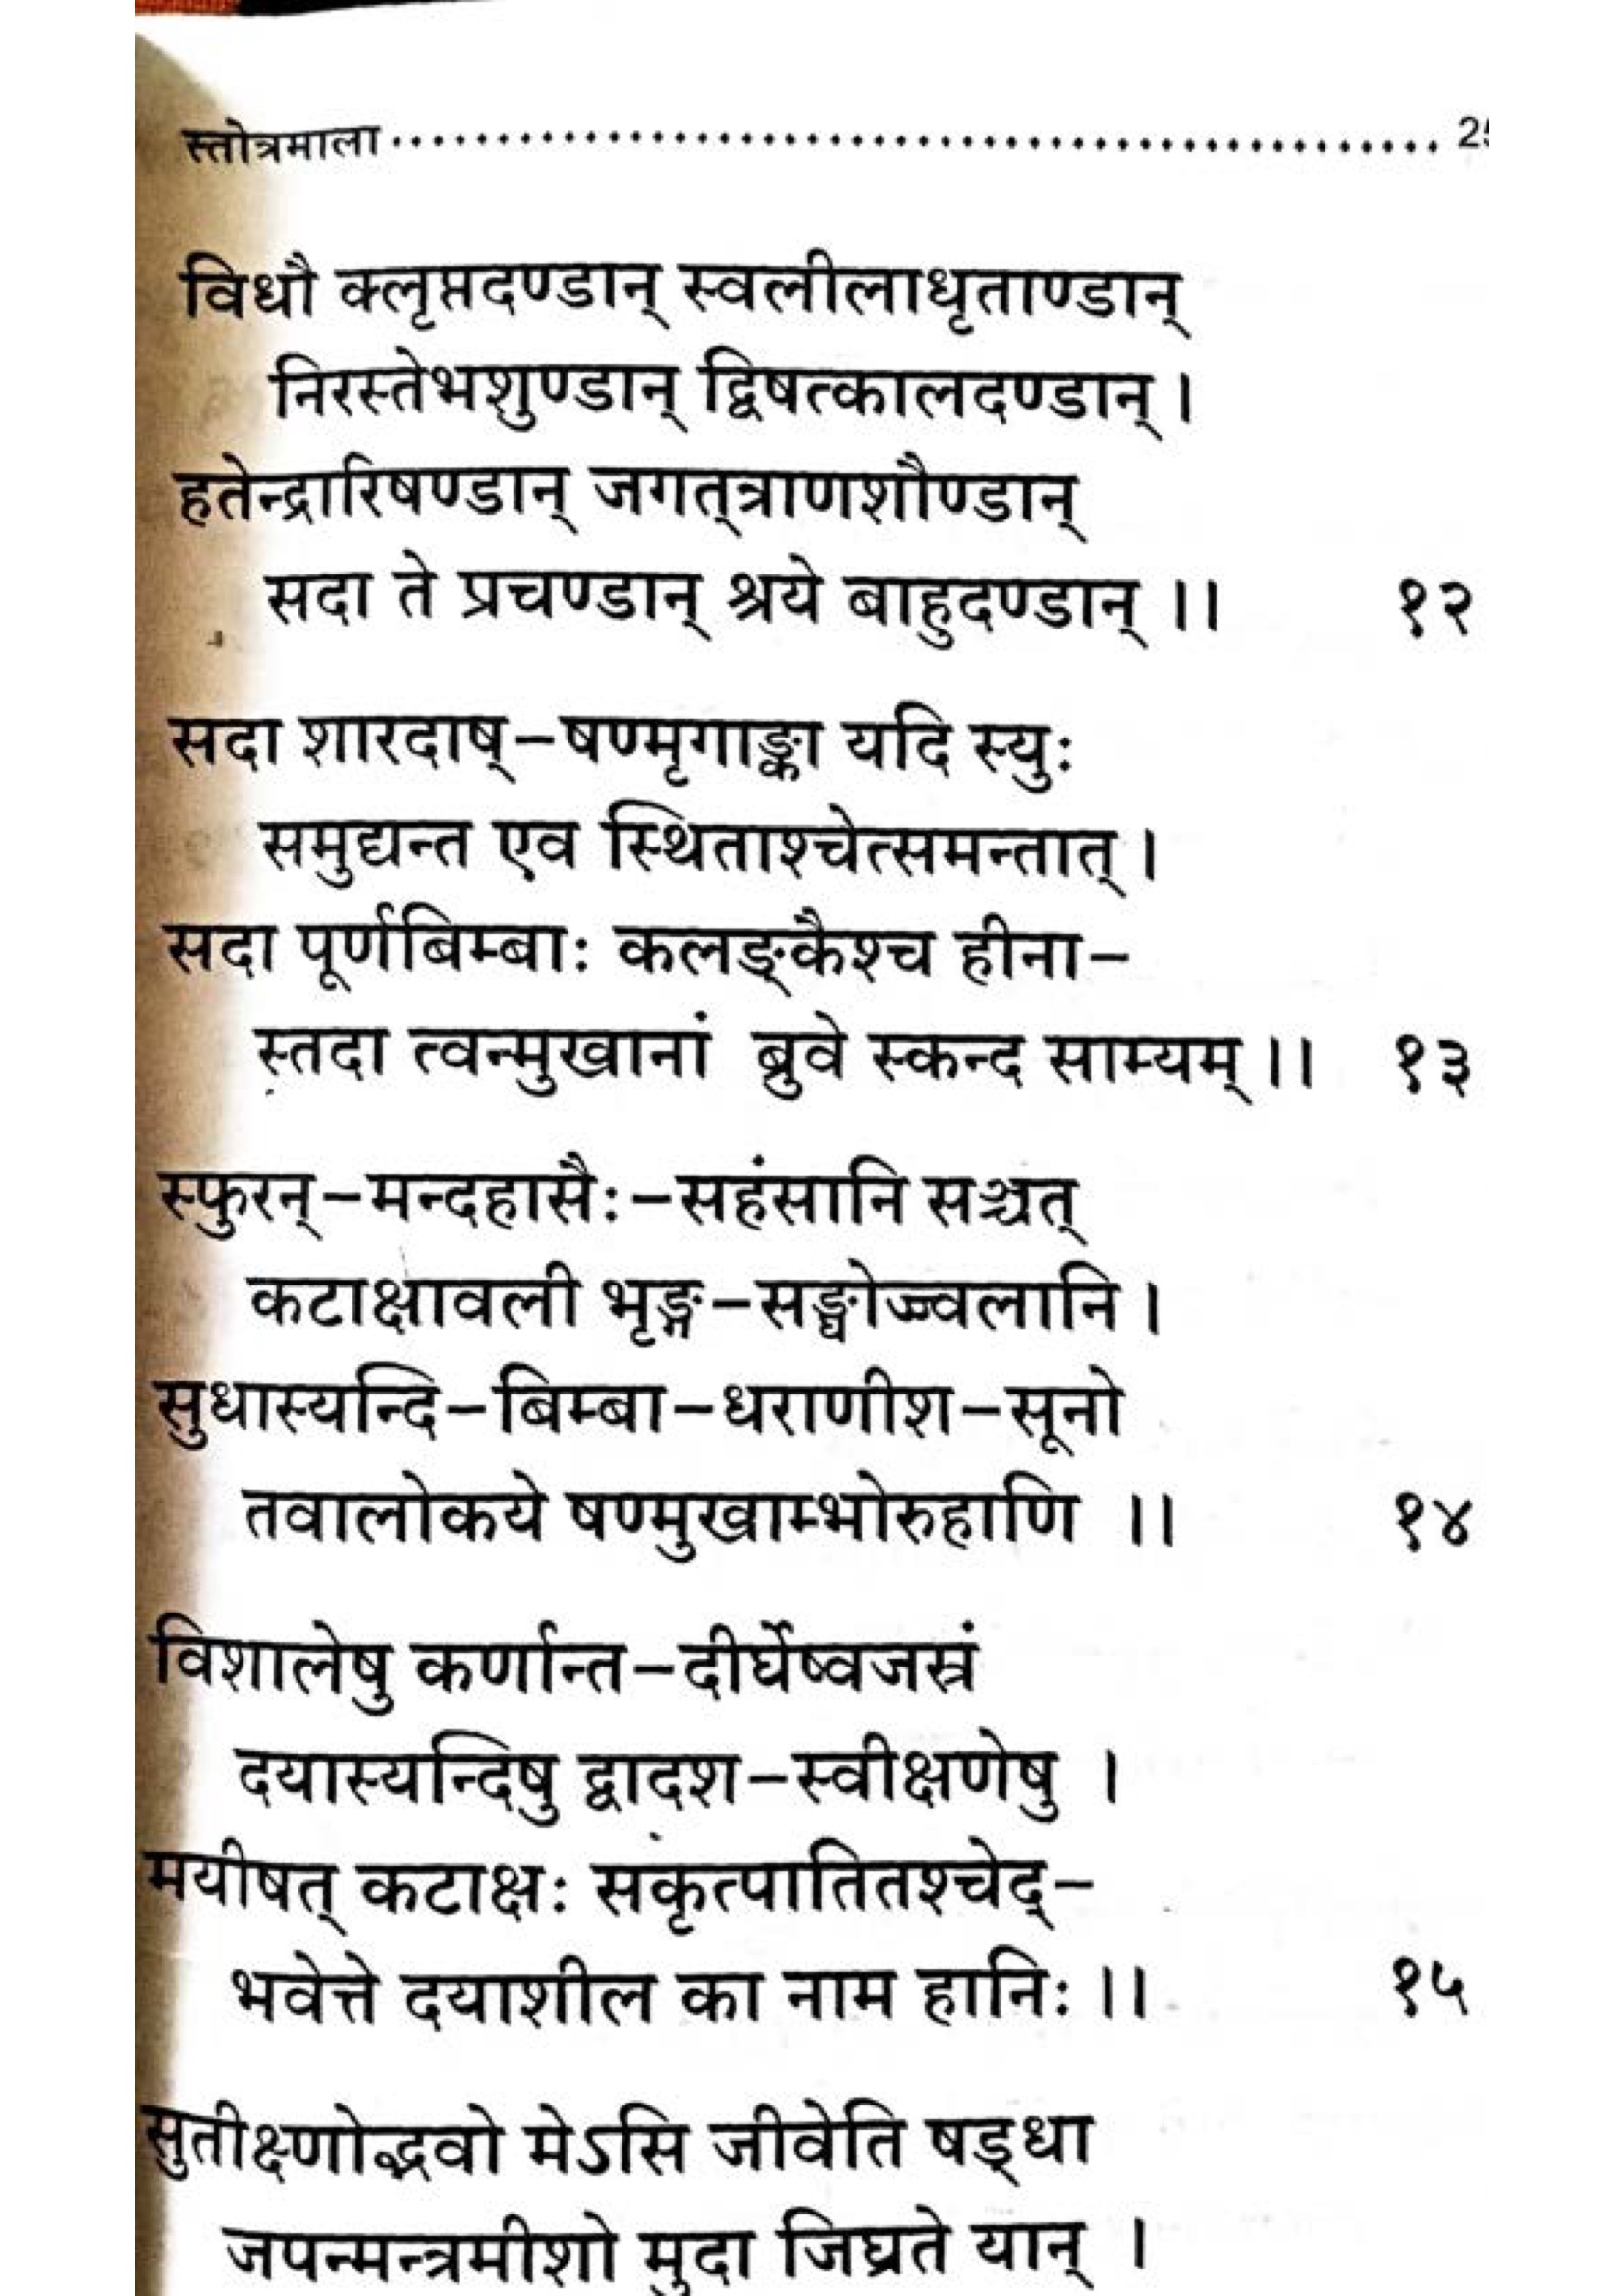 स्तोत्रमाला .................................................. 25
विधौ क्लृप्तदण्डान् स्वलीलाधृताण्डान्
निरस्तेभशुण्डान् द्विषत्कालदण्डान् ।
हतेन्द्रारिषण्डान् जगत्‌त्राणशौण्डान्
सदा ते प्रचण्डान् श्रये बाहुदण्डान् ।। १२
सदा शारदाष्-षण्मृगाङ्का यदि स्युः
समुद्यन्त एव स्थिताश्चेत्समन्तात् ।
सदा पूर्णबिम्बाः कलङ्कैश्च हीना-
स्तदा त्वन्मुखानां ब्रुवे स्कन्द साम्यम् ।। १३
स्फुरन्-मन्दहासैः-सहंसानि सञ्चत्
कटाक्षावली भृङ्ग-सङ्घोज्ज्वलानि ।
सुधास्यन्दि-बिम्बा-धराणीश-सूनो
तवालोकये षण्मुखाम्भोरुहाणि ।। १४
विशालेषु कर्णान्त-दीर्घेष्वजस्रं
दयास्यन्दिषु द्वादश-स्वीक्षणेषु ।
मयीषत् कटाक्षः सकृत्पातितश्चेद्-
भवेत्ते दयाशील का नाम हानिः ।। १५
सुतीक्ष्णोद्भवो मेऽसि जीवेति षड्धा
जपन्मन्त्रमीशो मुदा जिघ्रते यान् ।